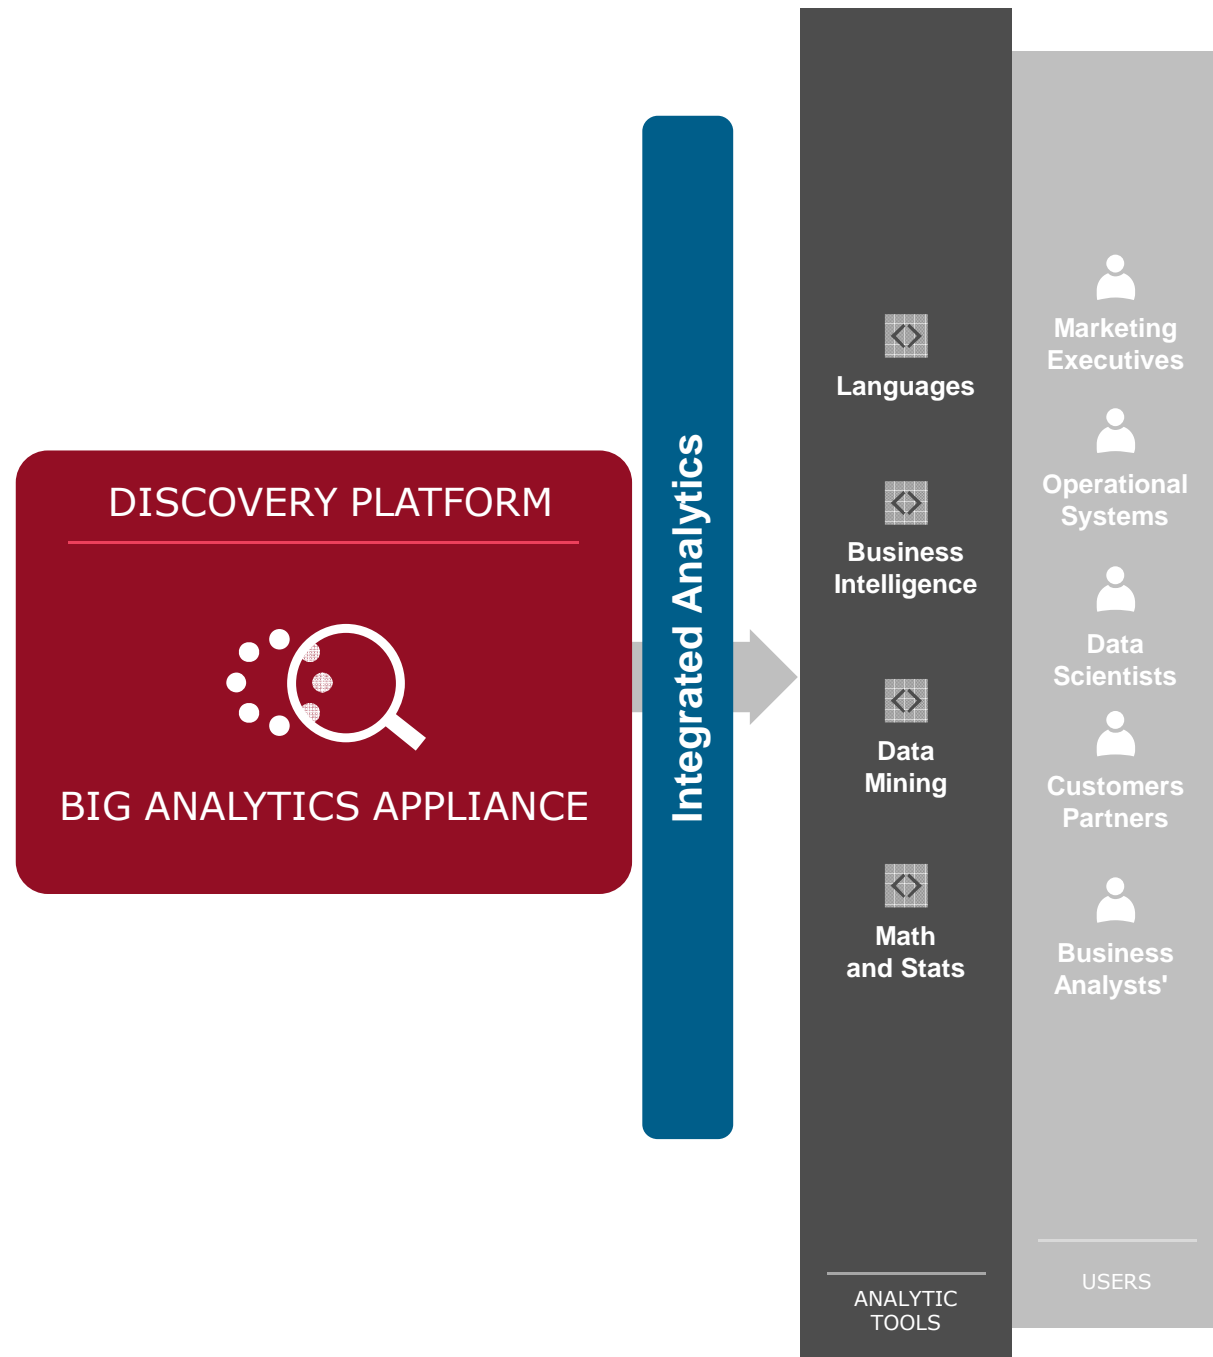 DISCOVERY PLATFORM
BIG ANALYTICS APPLIANCE
Integrated Analytics
Languages
Business
Intelligence
Data
Mining
Math
and Stats
ANALYTIC
TOOLS
Marketing
Executives
Operational
Systems
Data
Scientists
Customers
Partners
Business
Analysts'
USERS